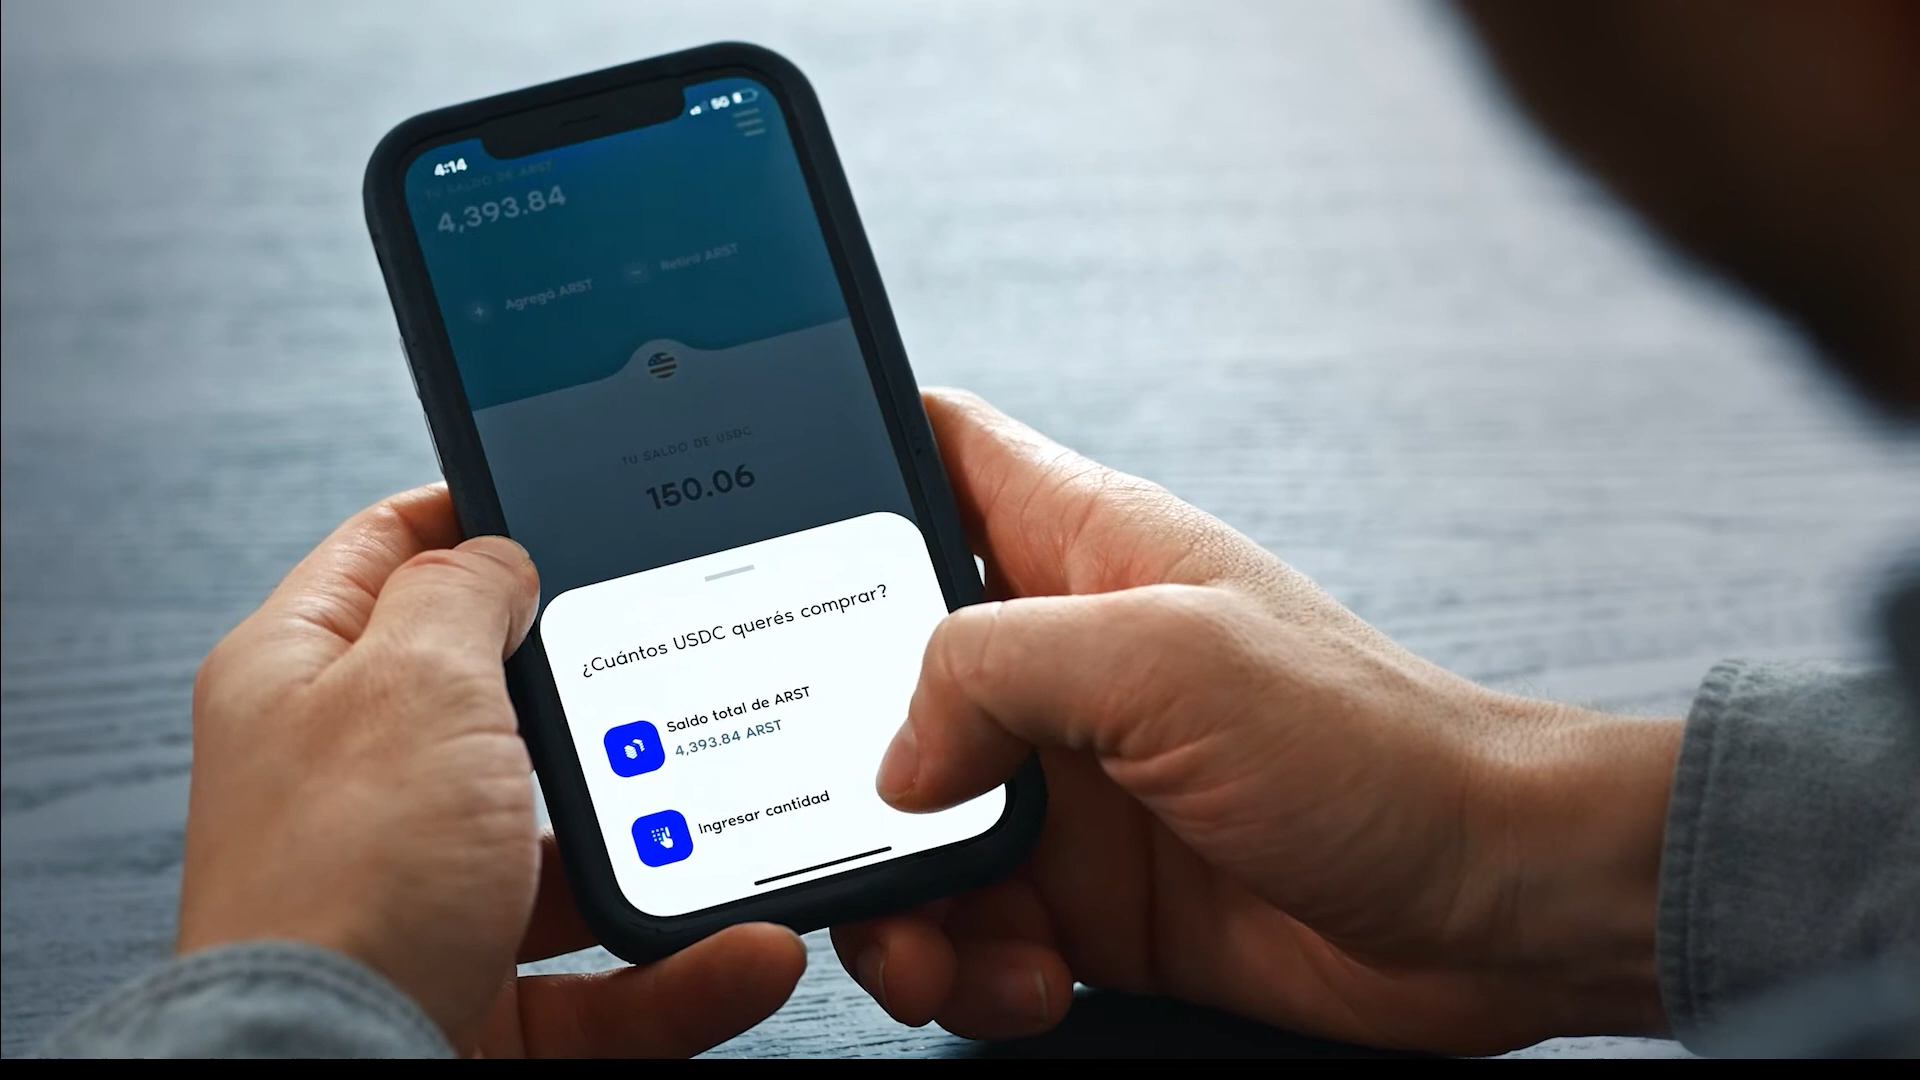 4:14
5G
TU SALDO DE ARST
4,393.84
Agregá ARST
Retirá ARST
TU SALDO DE USDC
150.06
¿Cuántos USDC querés comprar?
Saldo total de ARST
4,393.84 ARST
Ingresar cantidad